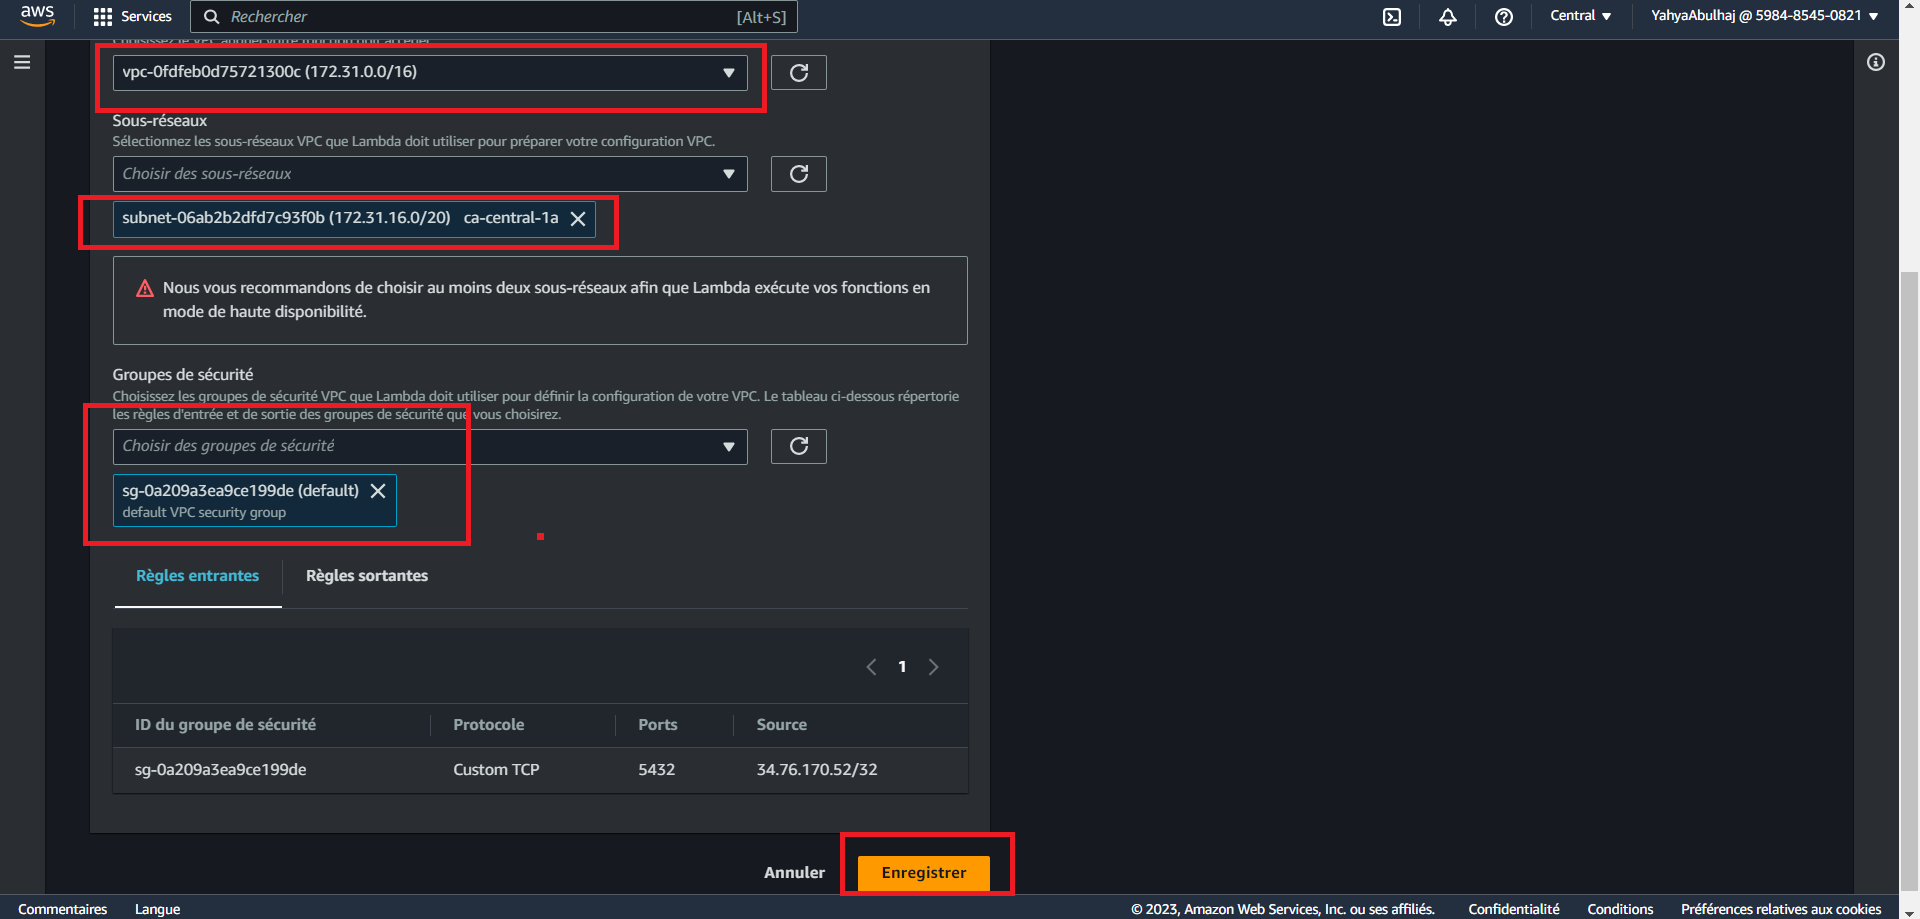 aws
Services
Rechercher
[Alt+S]
Central
YahyaAbulhaj @ 5984-8545-0821
Choisissez le VPC auquel votre fonction doit accéder.
vpc-0fdfeb0d75721300c (172.31.0.0/16)
Sous-réseaux
Sélectionnez les sous-réseaux VPC que Lambda doit utiliser pour préparer votre configuration VPC.
Choisir des sous-réseaux
subnet-06ab2b2dfd7c93f0b (172.31.16.0/20) ca-central-1a
Nous vous recommandons de choisir au moins deux sous-réseaux afin que Lambda exécute vos fonctions en
mode de haute disponibilité.
Groupes de sécurité
Choisissez les groupes de sécurité VPC que Lambda doit utiliser pour définir la configuration de votre VPC. Le tableau ci-dessous répertorie
les règles d'entrée et de sortie des groupes de sécurité que vous choisirez.
Choisir des groupes de sécurité
sg-0a209a3ea9ce199de (default)
default VPC security group
Règles entrantes
Règles sortantes
1
ID du groupe de sécurité
Protocole
Ports
Source
sg-0a209a3ea9ce199de
Custom TCP
5432
34.76.170.52/32
Annuler
Enregistrer
Commentaires
Langue
© 2023, Amazon Web Services, Inc. ou ses affiliés.
Confidentialité
Conditions
Préférences relatives aux cookies